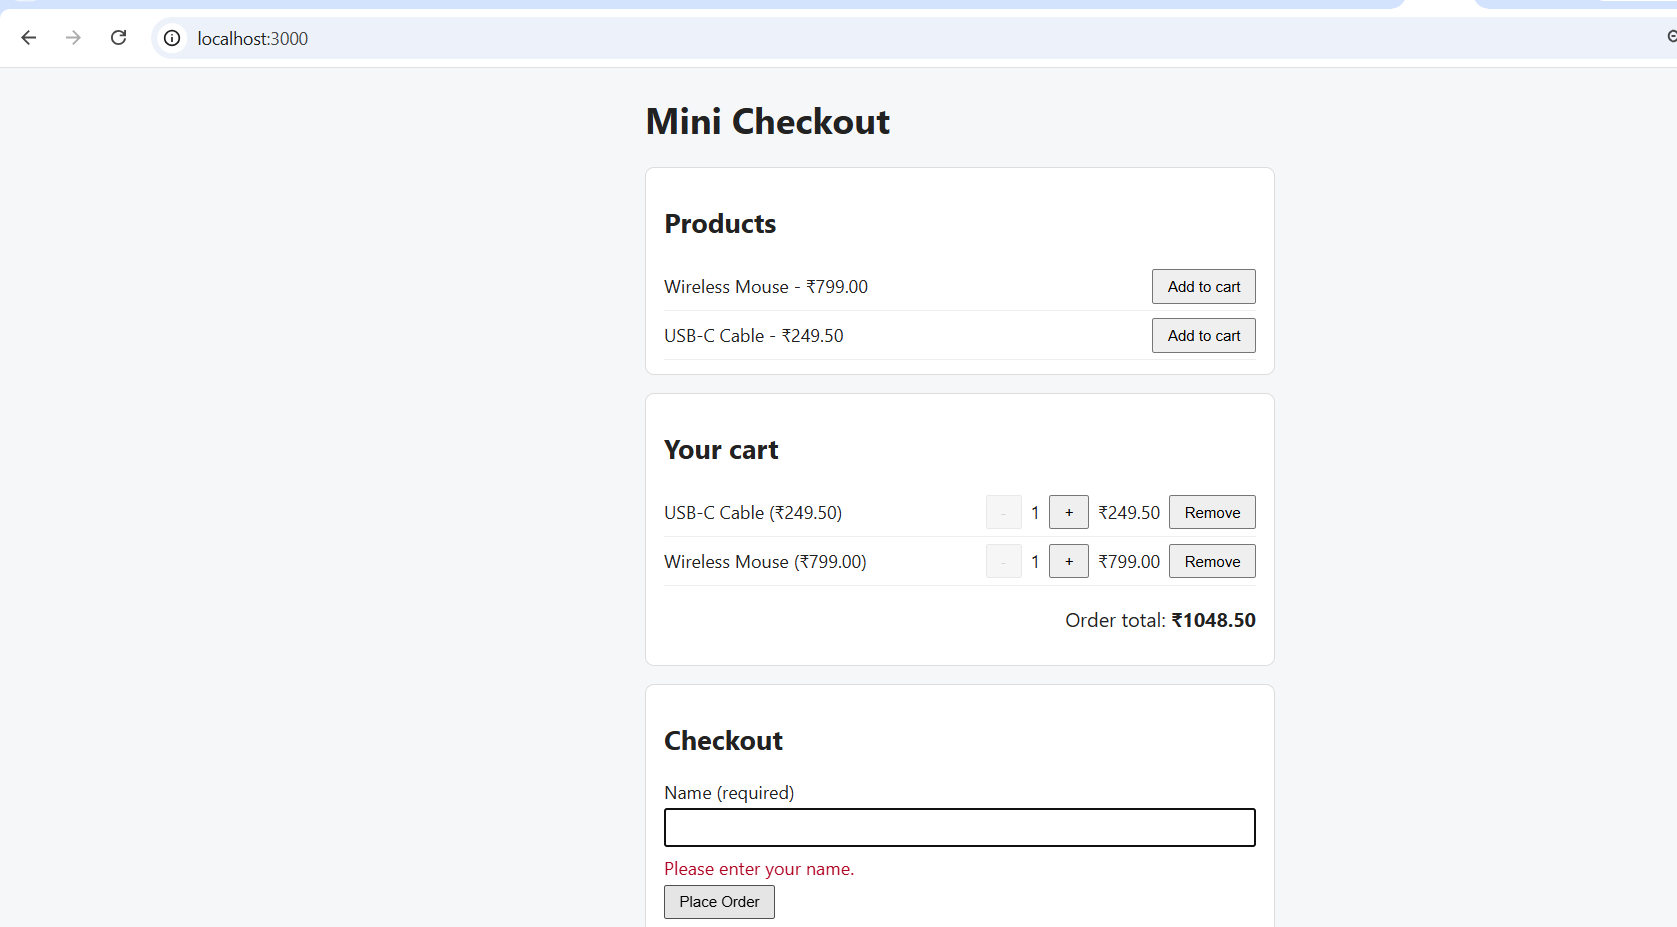 localhost:3000
Mini Checkout
Products
Wireless Mouse - ₹799.00 Add to cart
USB-C Cable - ₹249.50 Add to cart
Your cart
USB-C Cable (₹249.50) - 1 + ₹249.50 Remove
Wireless Mouse (₹799.00) - 1 + ₹799.00 Remove
Order total: ₹1048.50
Checkout
Name (required)
Please enter your name.
Place Order